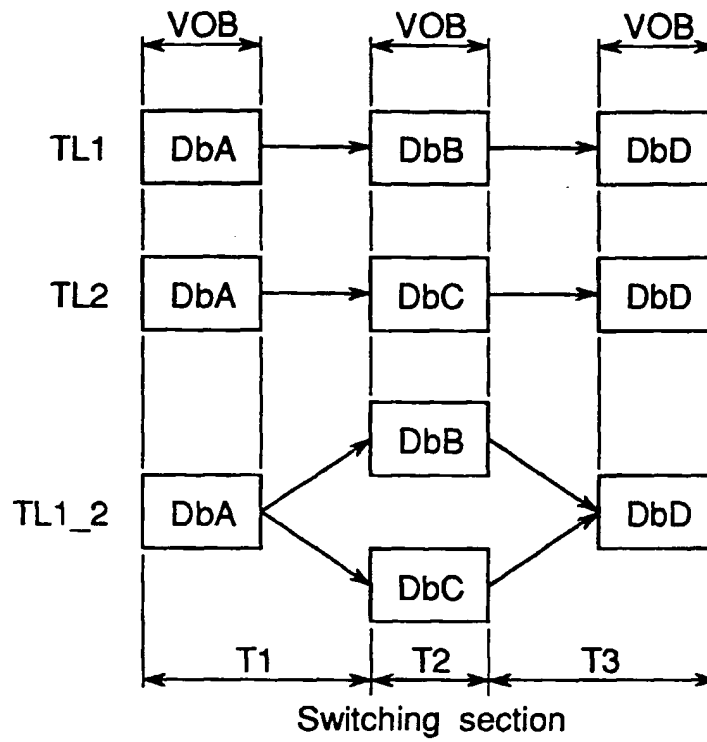 VOB VOB VOB
TL1 DbA DbB DbD
TL2 DbA DbC DbD
DbB
TL1_2 DbA DbD
DbC
T1 T2 T3
Switching section